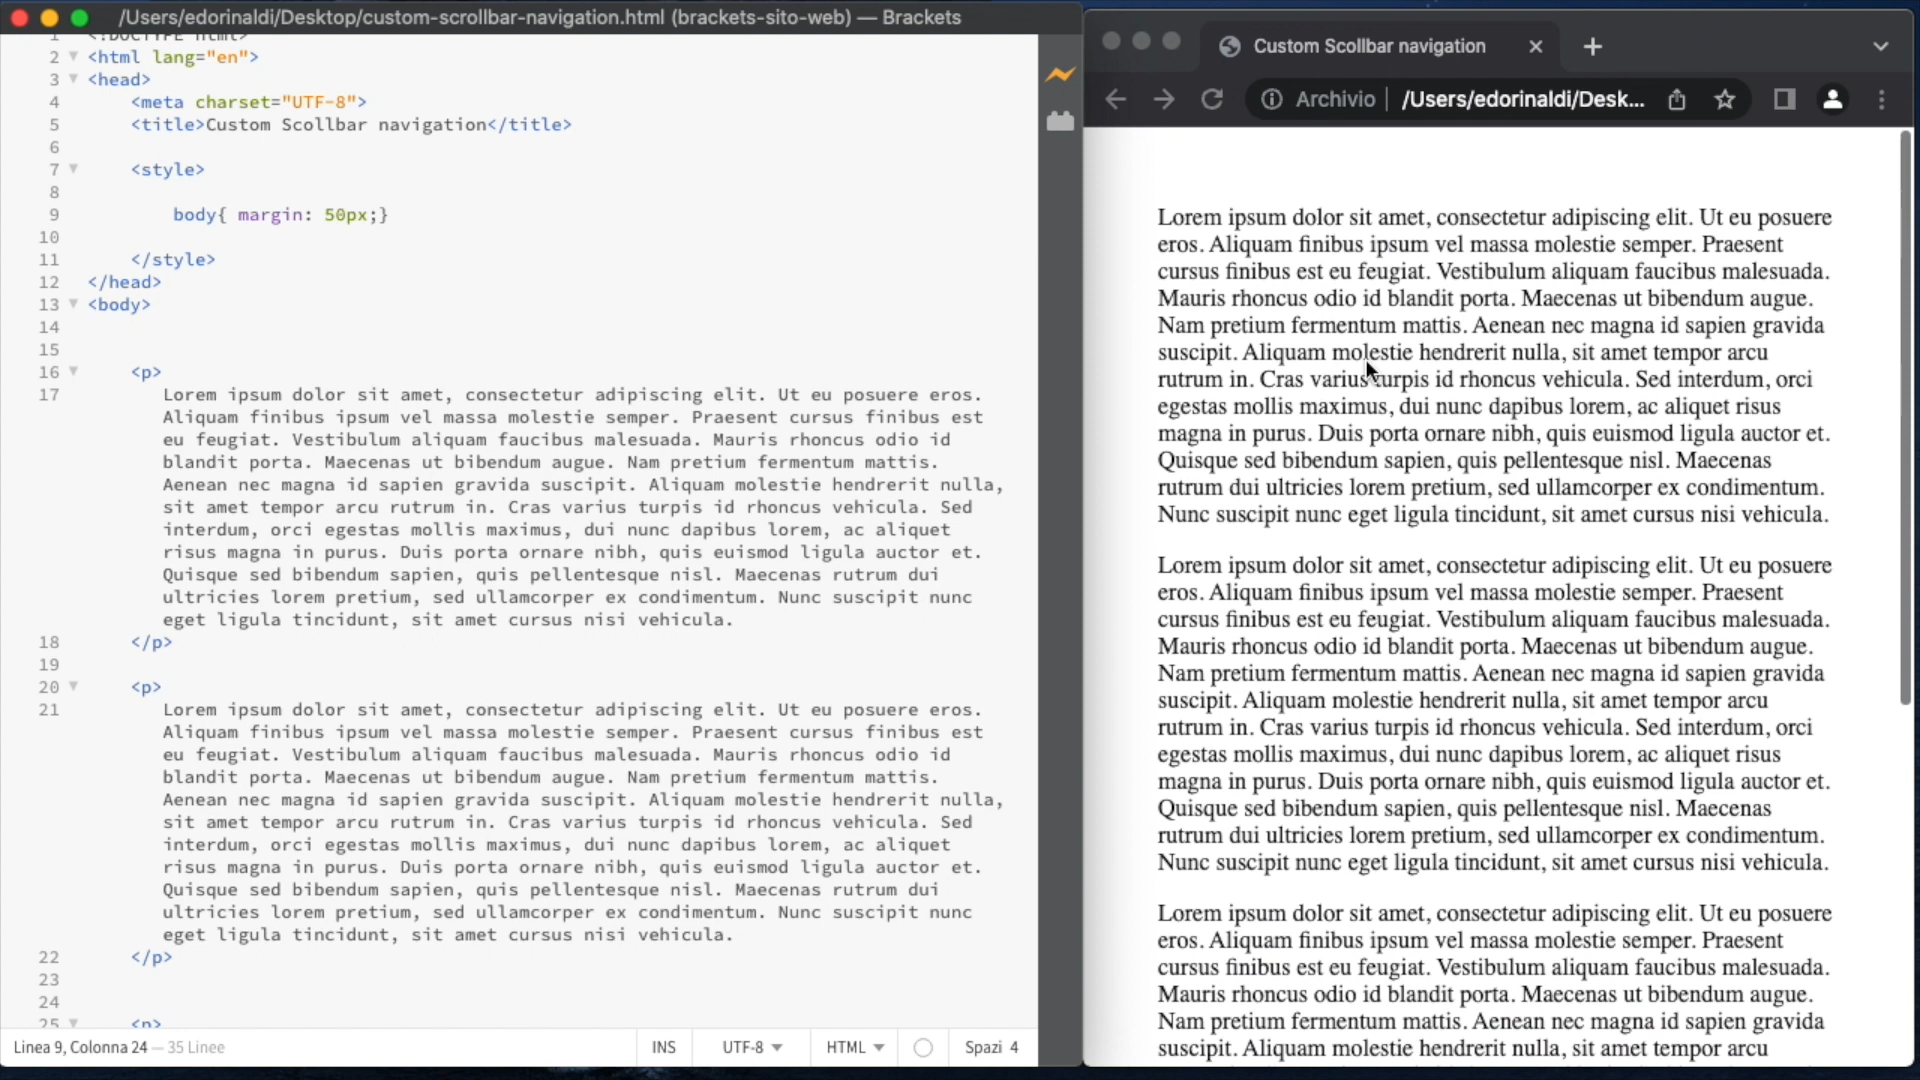 /Users/edorinaldi/Desktop/custom-scrollbar-navigation.html (brackets-sito-web) — Brackets
1 <!DOCTYPE html>
2 <html lang="en">
3 <head>
4 <meta charset="UTF-8">
5 <title>Custom Scollbar navigation</title>
6
7 <style>
8
9 body{ margin: 50px;}
10
11 </style>
12 </head>
13 <body>
14
15
16 <p>
17 Lorem ipsum dolor sit amet, consectetur adipiscing elit. Ut eu posuere eros.
Aliquam finibus ipsum vel massa molestie semper. Praesent cursus finibus est
eu feugiat. Vestibulum aliquam faucibus malesuada. Mauris rhoncus odio id
blandit porta. Maecenas ut bibendum augue. Nam pretium fermentum mattis.
Aenean nec magna id sapien gravida suscipit. Aliquam molestie hendrerit nulla,
sit amet tempor arcu rutrum in. Cras varius turpis id rhoncus vehicula. Sed
interdum, orci egestas mollis maximus, dui nunc dapibus lorem, ac aliquet
risus magna in purus. Duis porta ornare nibh, quis euismod ligula auctor et.
Quisque sed bibendum sapien, quis pellentesque nisl. Maecenas rutrum dui
ultricies lorem pretium, sed ullamcorper ex condimentum. Nunc suscipit nunc
eget ligula tincidunt, sit amet cursus nisi vehicula.
18 </p>
19
20 <p>
21 Lorem ipsum dolor sit amet, consectetur adipiscing elit. Ut eu posuere eros.
Aliquam finibus ipsum vel massa molestie semper. Praesent cursus finibus est
eu feugiat. Vestibulum aliquam faucibus malesuada. Mauris rhoncus odio id
blandit porta. Maecenas ut bibendum augue. Nam pretium fermentum mattis.
Aenean nec magna id sapien gravida suscipit. Aliquam molestie hendrerit nulla,
sit amet tempor arcu rutrum in. Cras varius turpis id rhoncus vehicula. Sed
interdum, orci egestas mollis maximus, dui nunc dapibus lorem, ac aliquet
risus magna in purus. Duis porta ornare nibh, quis euismod ligula auctor et.
Quisque sed bibendum sapien, quis pellentesque nisl. Maecenas rutrum dui
ultricies lorem pretium, sed ullamcorper ex condimentum. Nunc suscipit nunc
eget ligula tincidunt, sit amet cursus nisi vehicula.
22 </p>
23
24
25 <p>
Linea 9, Colonna 24 — 35 Linee
INS UTF-8 HTML Spazi 4
Custom Scollbar navigation
Archivio /Users/edorinaldi/Desk...
Lorem ipsum dolor sit amet, consectetur adipiscing elit. Ut eu posuere
eros. Aliquam finibus ipsum vel massa molestie semper. Praesent
cursus finibus est eu feugiat. Vestibulum aliquam faucibus malesuada.
Mauris rhoncus odio id blandit porta. Maecenas ut bibendum augue.
Nam pretium fermentum mattis. Aenean nec magna id sapien gravida
suscipit. Aliquam molestie hendrerit nulla, sit amet tempor arcu
rutrum in. Cras varius turpis id rhoncus vehicula. Sed interdum, orci
egestas mollis maximus, dui nunc dapibus lorem, ac aliquet risus
magna in purus. Duis porta ornare nibh, quis euismod ligula auctor et.
Quisque sed bibendum sapien, quis pellentesque nisl. Maecenas
rutrum dui ultricies lorem pretium, sed ullamcorper ex condimentum.
Nunc suscipit nunc eget ligula tincidunt, sit amet cursus nisi vehicula.
Lorem ipsum dolor sit amet, consectetur adipiscing elit. Ut eu posuere
eros. Aliquam finibus ipsum vel massa molestie semper. Praesent
cursus finibus est eu feugiat. Vestibulum aliquam faucibus malesuada.
Mauris rhoncus odio id blandit porta. Maecenas ut bibendum augue.
Nam pretium fermentum mattis. Aenean nec magna id sapien gravida
suscipit. Aliquam molestie hendrerit nulla, sit amet tempor arcu
rutrum in. Cras varius turpis id rhoncus vehicula. Sed interdum, orci
egestas mollis maximus, dui nunc dapibus lorem, ac aliquet risus
magna in purus. Duis porta ornare nibh, quis euismod ligula auctor et.
Quisque sed bibendum sapien, quis pellentesque nisl. Maecenas
rutrum dui ultricies lorem pretium, sed ullamcorper ex condimentum.
Nunc suscipit nunc eget ligula tincidunt, sit amet cursus nisi vehicula.
Lorem ipsum dolor sit amet, consectetur adipiscing elit. Ut eu posuere
eros. Aliquam finibus ipsum vel massa molestie semper. Praesent
cursus finibus est eu feugiat. Vestibulum aliquam faucibus malesuada.
Mauris rhoncus odio id blandit porta. Maecenas ut bibendum augue.
Nam pretium fermentum mattis. Aenean nec magna id sapien gravida
suscipit. Aliquam molestie hendrerit nulla, sit amet tempor arcu